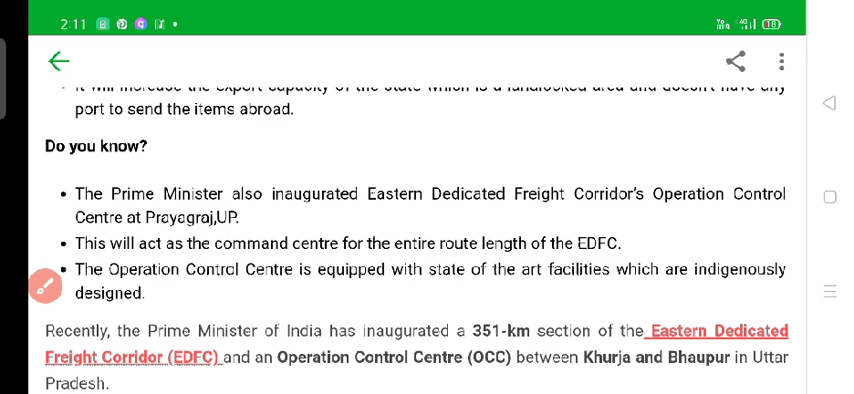 2:11
port to send the items abroad.
Do you know?
• The Prime Minister also inaugurated Eastern Dedicated Freight Corridor's Operation Control
Centre at Prayagraj,UP.
• This will act as the command centre for the entire route length of the EDFC.
• The Operation Control Centre is equipped with state of the art facilities which are indigenously
designed.
Recently, the Prime Minister of India has inaugurated a 351-km section of the Eastern Dedicated
Freight Corridor (EDFC) and an Operation Control Centre (OCC) between Khurja and Bhaupur in Uttar
Pradesh.